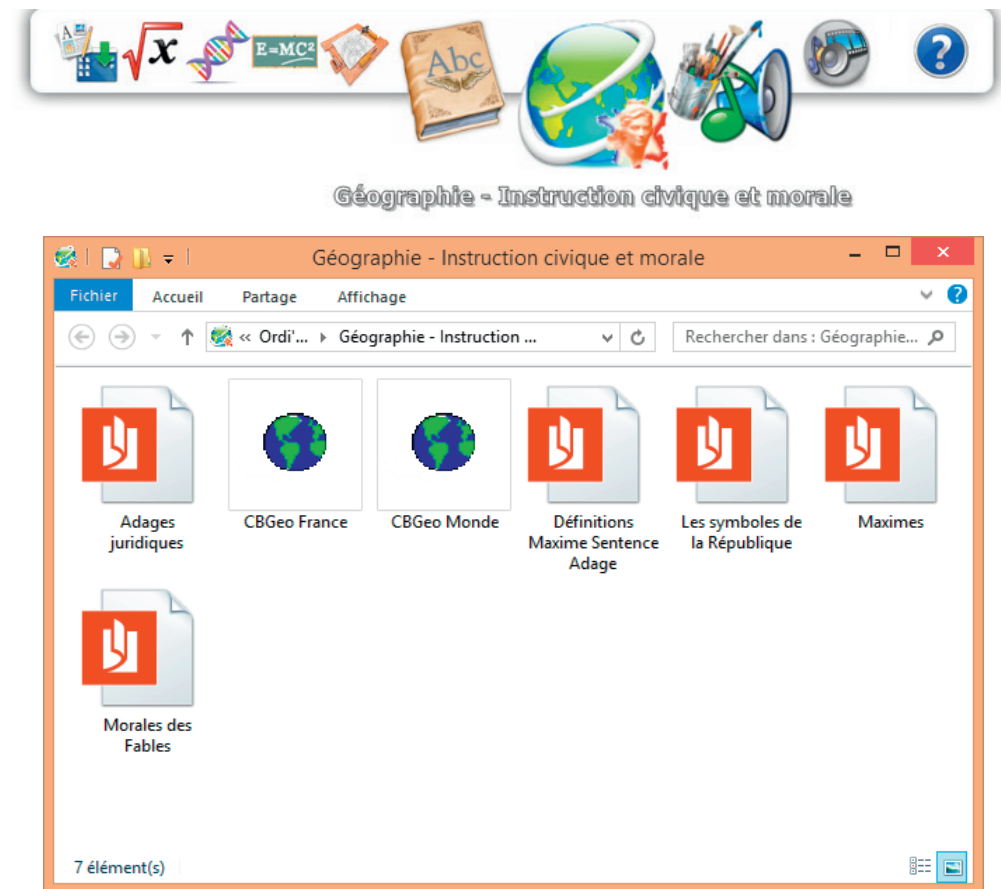 A
√x
E=MC²
Abc
?
Géographie - Instruction civique et morale
Géographie - Instruction civique et morale
Fichier Accueil Partage Affichage
« Ordi'... Géographie - Instruction ... Rechercher dans : Géographie...
Adages
juridiques
CBGeo France
CBGeo Monde
Définitions
Maxime Sentence
Adage
Les symboles de
la République
Maximes
Morales des
Fables
7 élément(s)